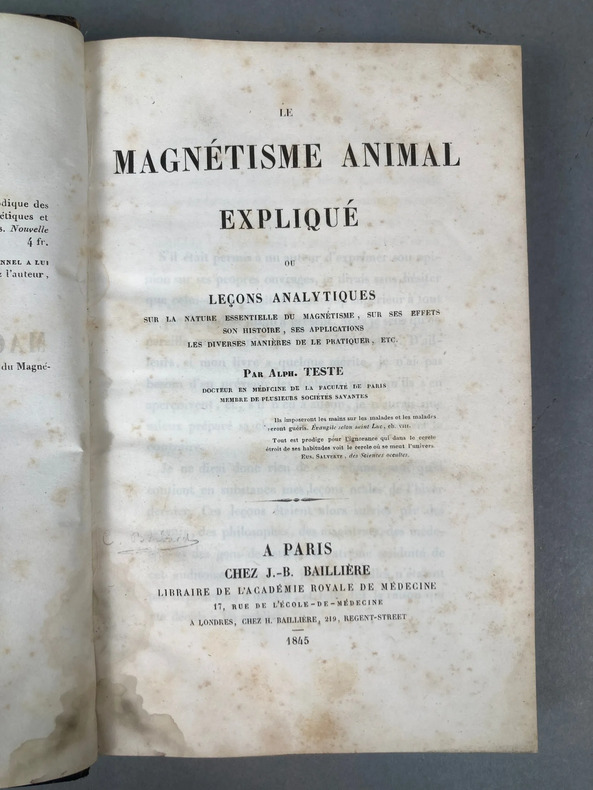 odique des
étiques et
s. Nouvelle
4 fr.
NNEL A LUI
l'auteur,
du Magné-
LE
MAGNÉTISME ANIMAL
EXPLIQUÉ
OU
LEÇONS ANALYTIQUES
SUR LA NATURE ESSENTIELLE DU MAGNÉTISME, SUR SES EFFETS
SON HISTOIRE, SES APPLICATIONS
LES DIVERSES MANIÈRES DE LE PRATIQUER, ETC.
PAR ALPH. TESTE
DOCTEUR EN MÉDECINE DE LA FACULTÉ DE PARIS
MEMBRE DE PLUSIEURS SOCIÉTÉS SAVANTES
Ils imposeront les mains sur les malades et les malades
seront guéris. Évangile selon saint Luc, ch. VIII.
Tout est prodige pour l'ignorance qui dans le cercle
étroit de ses habitudes voit le cercle où se meut l'univers
EUS. SALVERTE, des Sciences occultes.
A PARIS
CHEZ J.-B. BAILLIÈRE
LIBRAIRE DE L'ACADÉMIE ROYALE DE MÉDECINE
17, RUE DE L'ÉCOLE-DE-MÉDECINE
A LONDRES, CHEZ H. BAILLIÈRE, 219, REGENT-STREET
1845